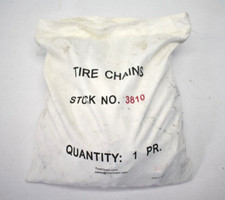 TIRE CHAINS
STCK NO. 3810
QUANTITY: 1 PR.